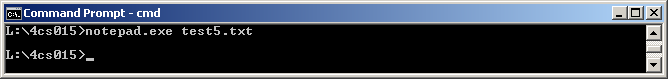 Command Prompt - cmd
L:\4cs015>notepad.exe test5.txt
L:\4cs015>_